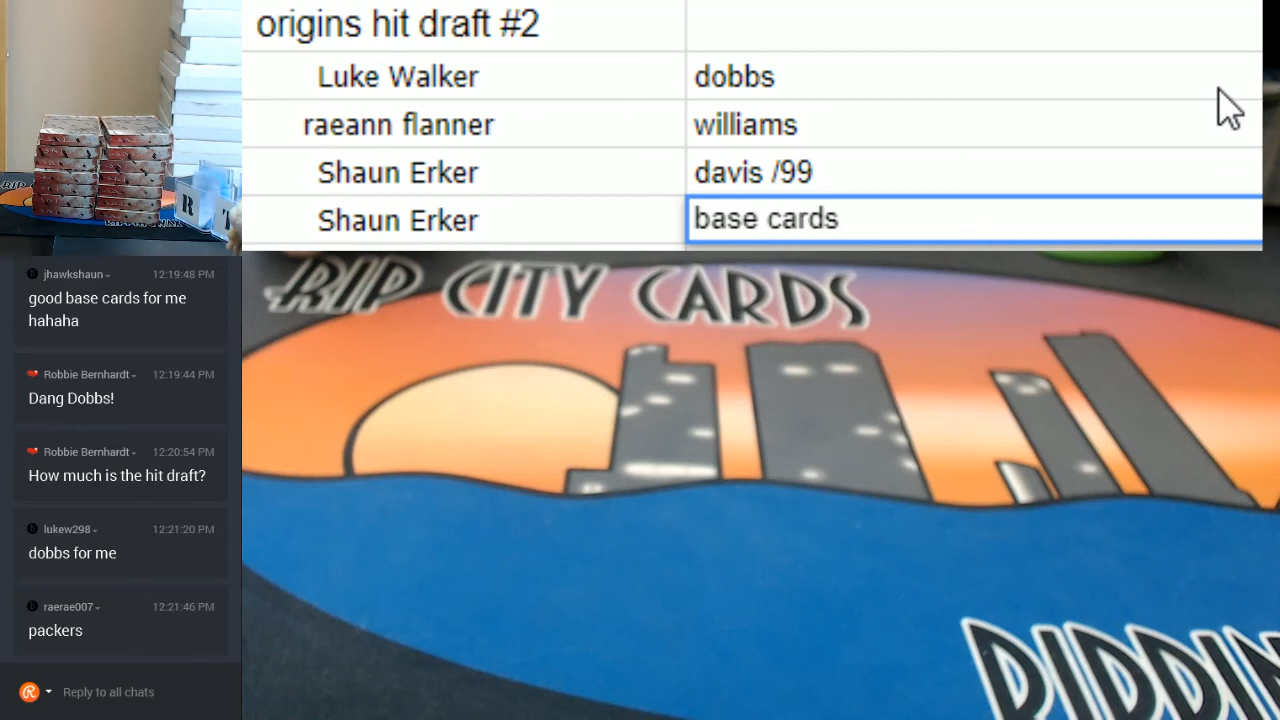 origins hit draft #2
Luke Walker dobbs
raeann flanner williams
Shaun Erker davis /99
Shaun Erker base cards
RIP CITY CARDS
jhawkshaun 12:19:48 PM
good base cards for me
hahaha
Robbie Bernhardt 12:19:44 PM
Dang Dobbs!
Robbie Bernhardt 12:20:54 PM
How much is the hit draft?
lukew298 12:21:20 PM
dobbs for me
raerae007 12:21:46 PM
packers
Reply to all chats